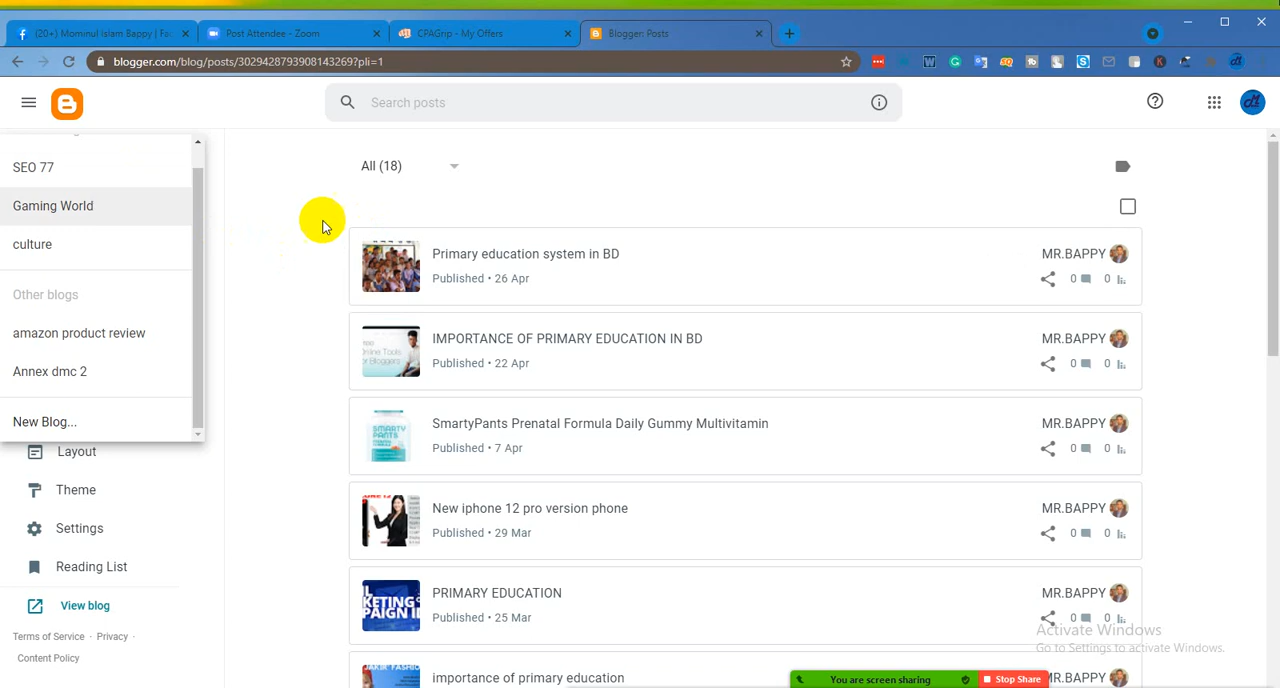 (20+) Mominul Islam Bappy | Fa
Post Attendee - Zoom
CPAGrip - My Offers
Blogger: Posts
blogger.com/blog/posts/3029428793908143269?pli=1
Search posts
SEO 77
Gaming World
culture
Other blogs
amazon product review
Annex dmc 2
New Blog...
Layout
Theme
Settings
Reading List
View blog
Terms of Service · Privacy ·
Content Policy
All (18)
Primary education system in BD
Published • 26 Apr
MR.BAPPY
0 0
IMPORTANCE OF PRIMARY EDUCATION IN BD
Published • 22 Apr
MR.BAPPY
0 0
SmartyPants Prenatal Formula Daily Gummy Multivitamin
Published • 7 Apr
MR.BAPPY
0 0
New iphone 12 pro version phone
Published • 29 Mar
MR.BAPPY
0 0
PRIMARY EDUCATION
Published • 25 Mar
MR.BAPPY
0 0
importance of primary education
MR.BAPPY
Activate Windows
Go to Settings to activate Windows.
You are screen sharing
Stop Share